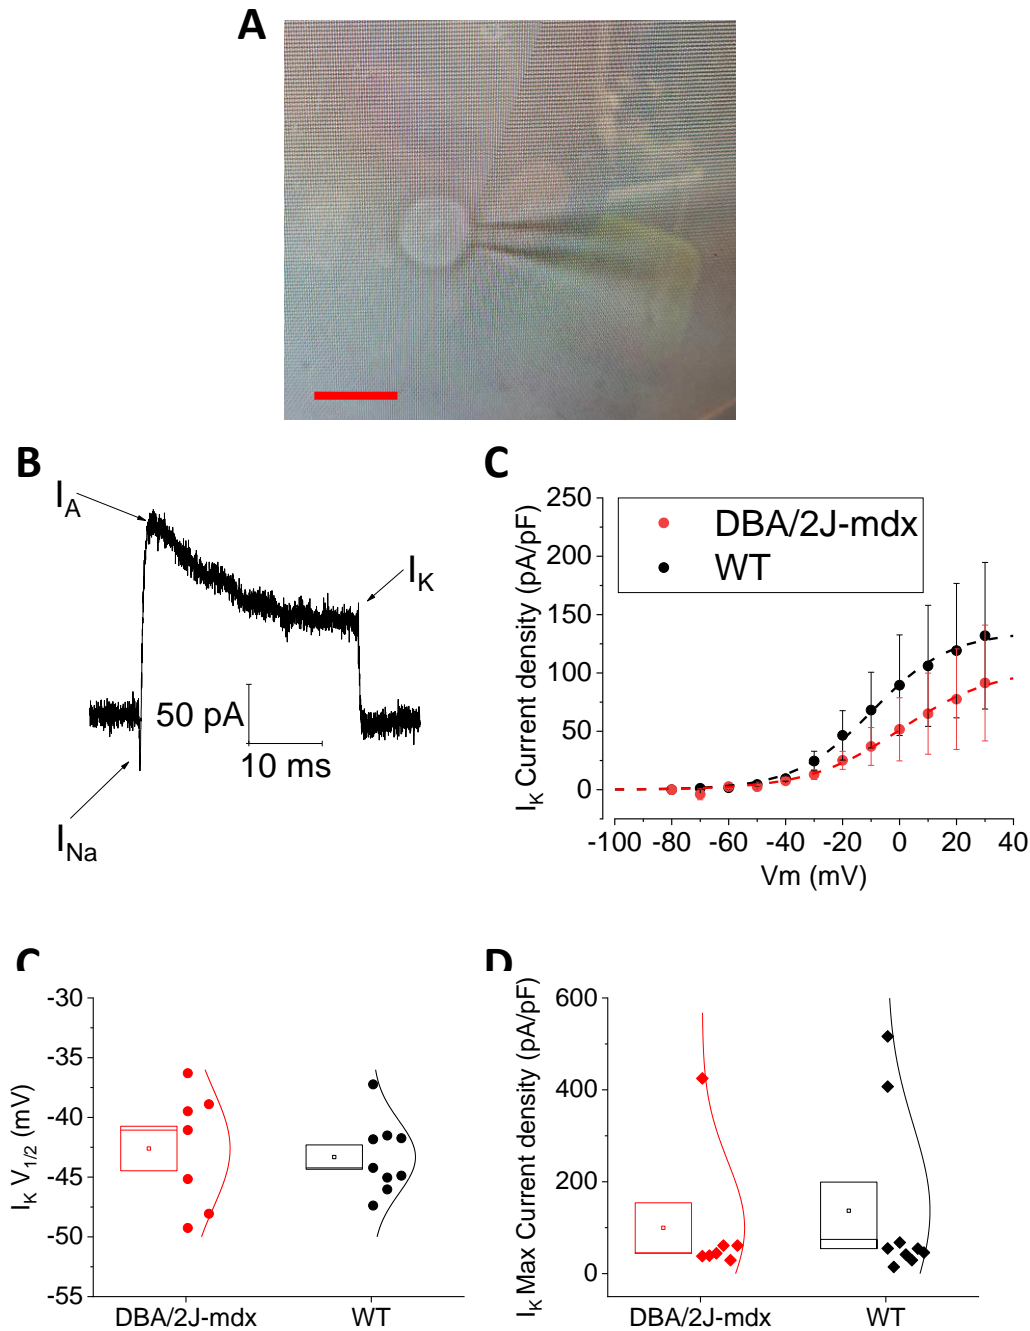 A
B
I_A
I_K
50 pA
10 ms
I_Na
C
I_K Current density (pA/pF)
250
200
150
100
50
0
DBA/2J-mdx
WT
-100 -80 -60 -40 -20 0 20 40
Vm (mV)
C
I_K V_1/2 (mV)
-30
-35
-40
-45
-50
-55
DBA/2J-mdx WT
D
I_K Max Current density (pA/pF)
600
400
200
0
DBA/2J-mdx WT